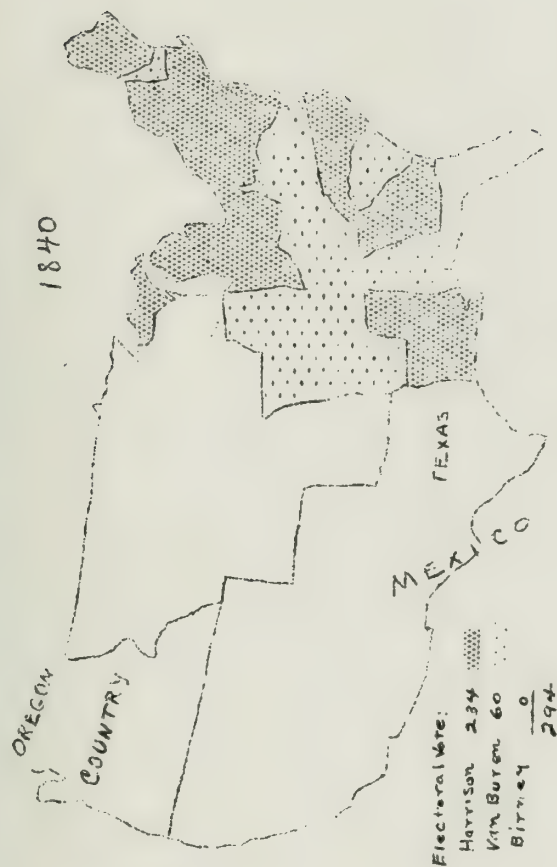 1840
OREGON
COUNTRY
TEXAS
MEXICO
Electoral Vote:
Harrison 234
Van Buren 60
Birney 0
294